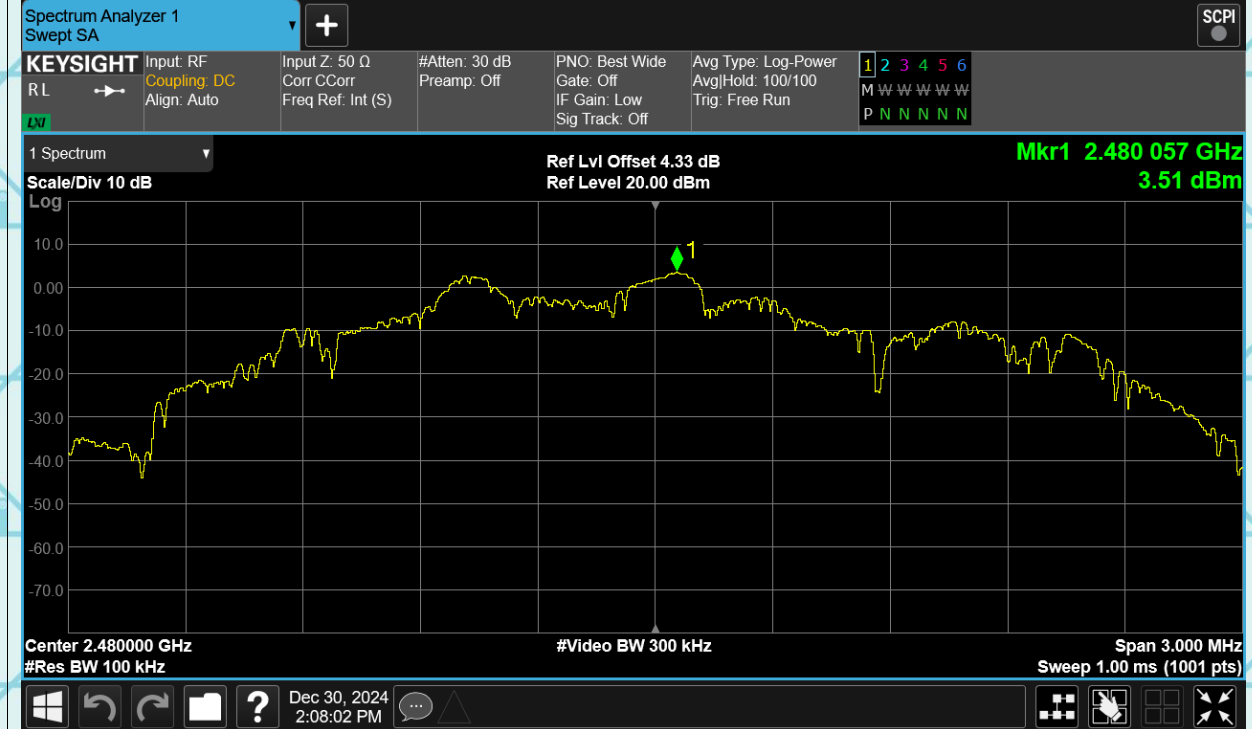 Spectrum Analyzer 1
Swept SA
SCPI
KEYSIGHT
RL
LXI
Input: RF
Coupling: DC
Align: Auto
Input Z: 50 Ω
Corr CCorr
Freq Ref: Int (S)
#Atten: 30 dB
Preamp: Off
PNO: Best Wide
Gate: Off
IF Gain: Low
Sig Track: Off
Avg Type: Log-Power
Avg|Hold: 100/100
Trig: Free Run
1 2 3 4 5 6
M W W W W W
P N N N N N
1 Spectrum
Scale/Div 10 dB
Log
Ref Lvl Offset 4.33 dB
Ref Level 20.00 dBm
Mkr1 2.480 057 GHz
3.51 dBm
10.0
0.00
-10.0
-20.0
-30.0
-40.0
-50.0
-60.0
-70.0
1
Center 2.480000 GHz
#Res BW 100 kHz
#Video BW 300 kHz
Span 3.000 MHz
Sweep 1.00 ms (1001 pts)
?
Dec 30, 2024
2:08:02 PM